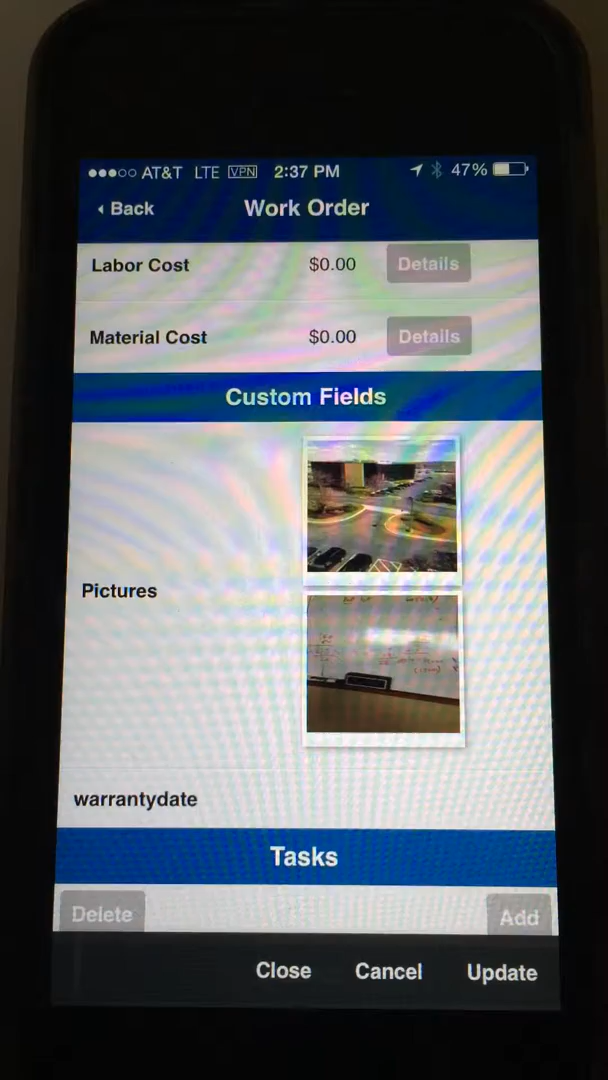 AT&T LTE VPN 2:37 PM 47%
Back Work Order
Labor Cost $0.00 Details
Material Cost $0.00 Details
Custom Fields
Pictures
warrantydate
Tasks
Delete Add
Close Cancel Update